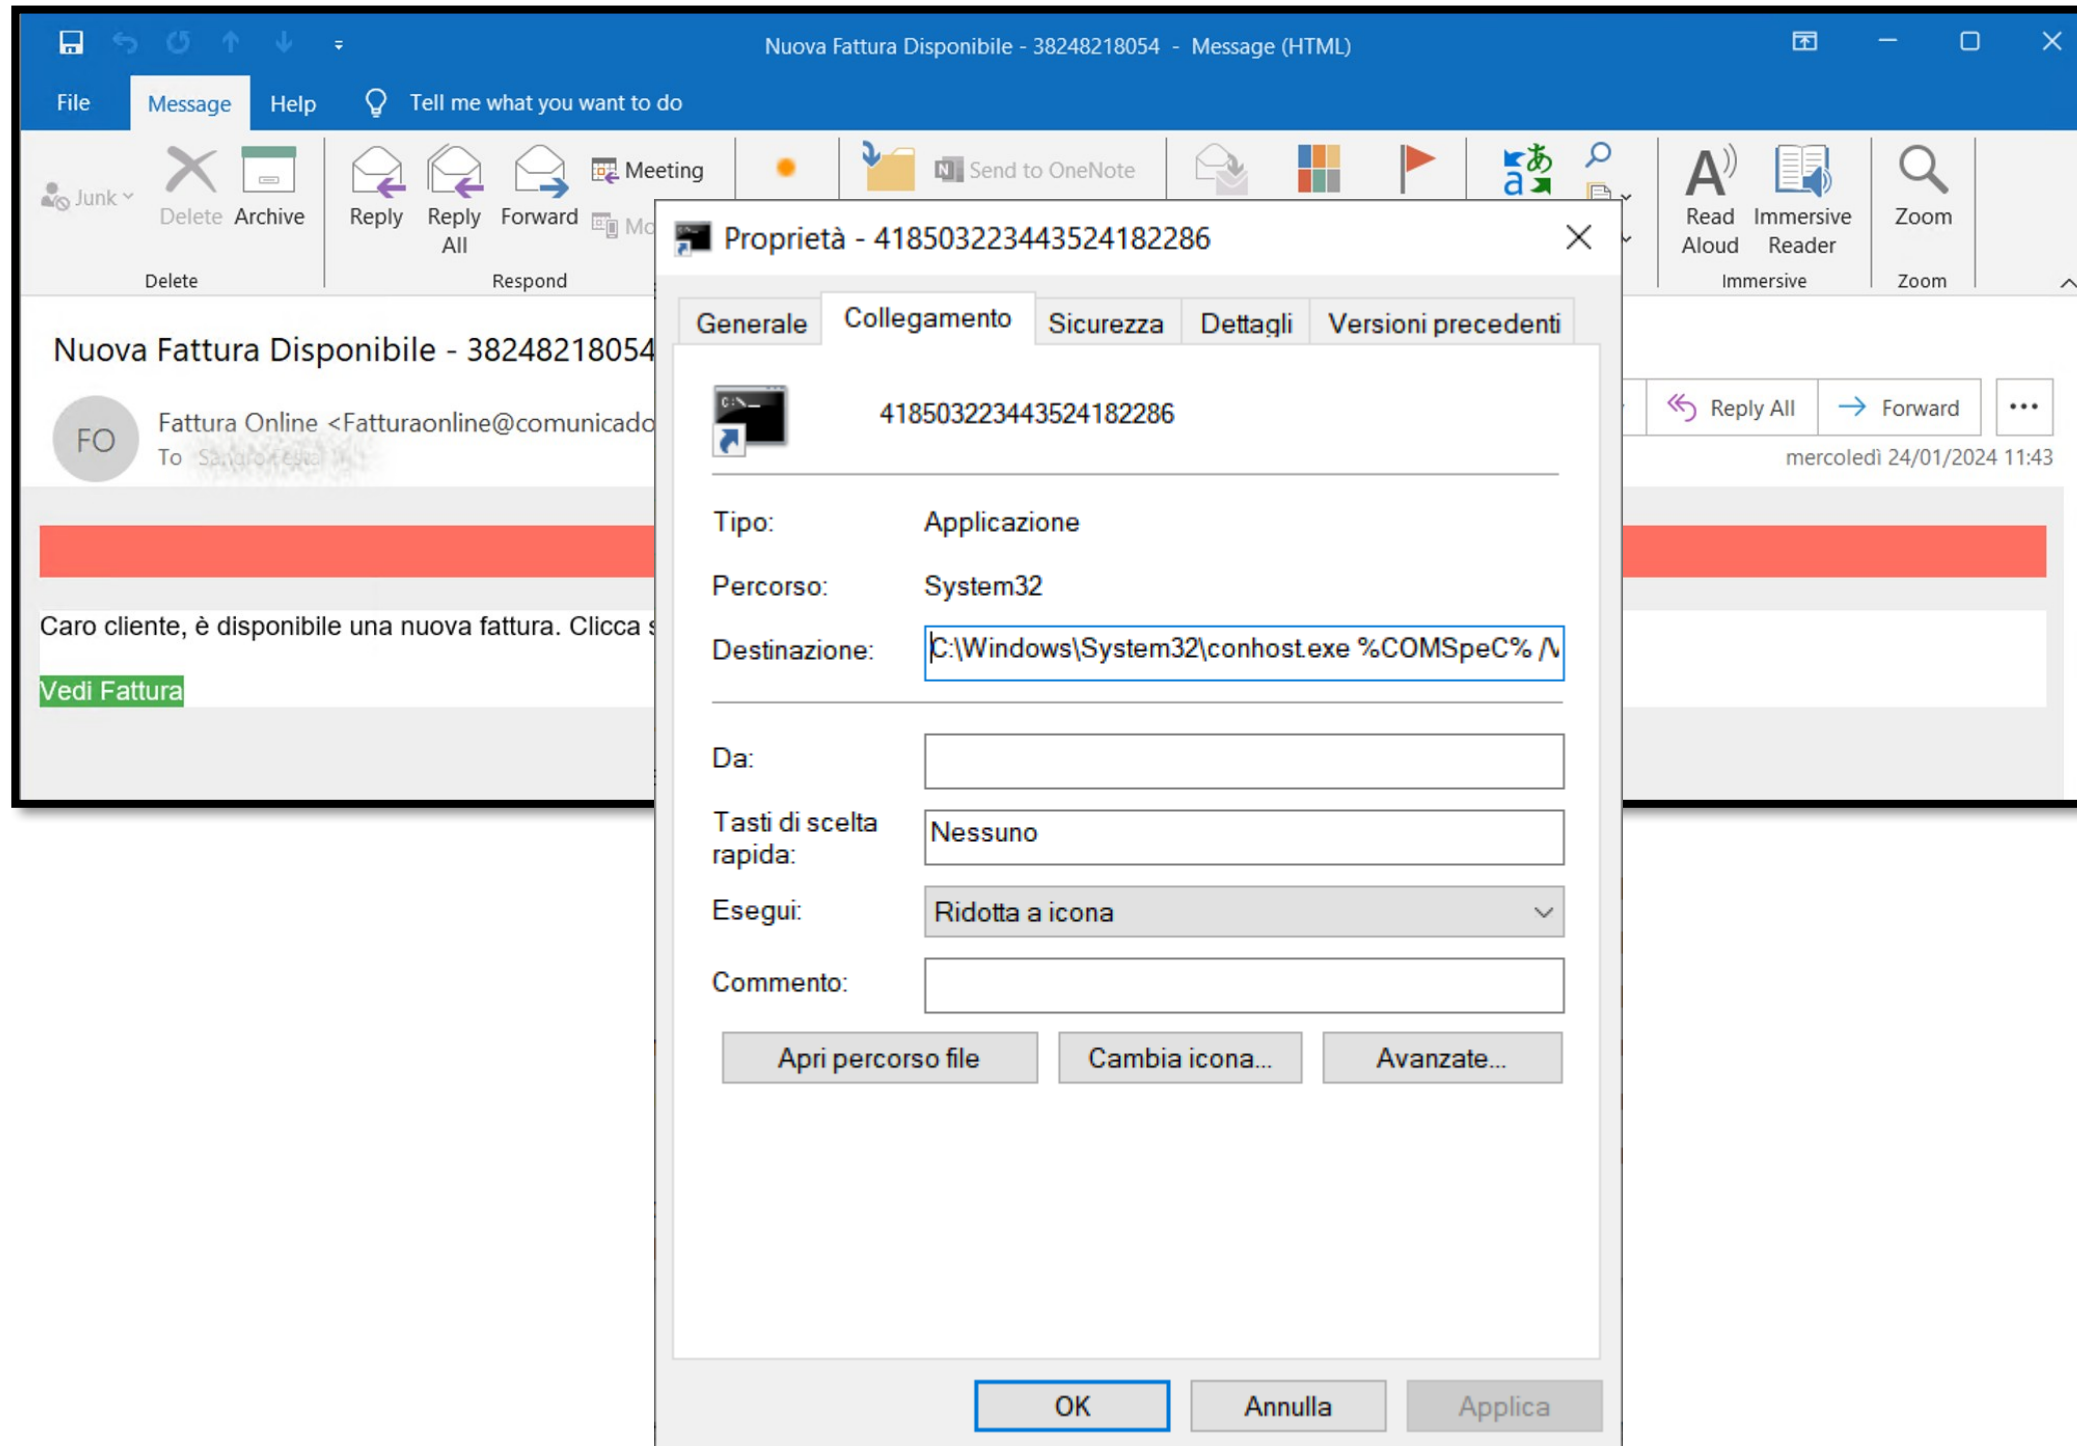 Nuova Fattura Disponibile - 38248218054 - Message (HTML)
File Message Help Tell me what you want to do
Junk
Delete
Archive
Reply
Reply All
Forward
Meeting
Mo
Send to OneNote
Read Aloud
Immersive Reader
Zoom
Delete
Respond
Immersive
Zoom
Nuova Fattura Disponibile - 38248218054
FO
Fattura Online <Fatturaonline@comunicado
To
Reply All
Forward
mercoledì 24/01/2024 11:43
Caro cliente, è disponibile una nuova fattura. Clicca s
Vedi Fattura
Proprietà - 418503223443524182286
Generale Collegamento Sicurezza Dettagli Versioni precedenti
C:\_
418503223443524182286
Tipo: Applicazione
Percorso: System32
Destinazione: C:\Windows\System32\conhost.exe %COMSpeC% /V
Da:
Tasti di scelta
rapida: Nessuno
Esegui: Ridotta a icona
Commento:
Apri percorso file Cambia icona... Avanzate...
OK Annulla Applica